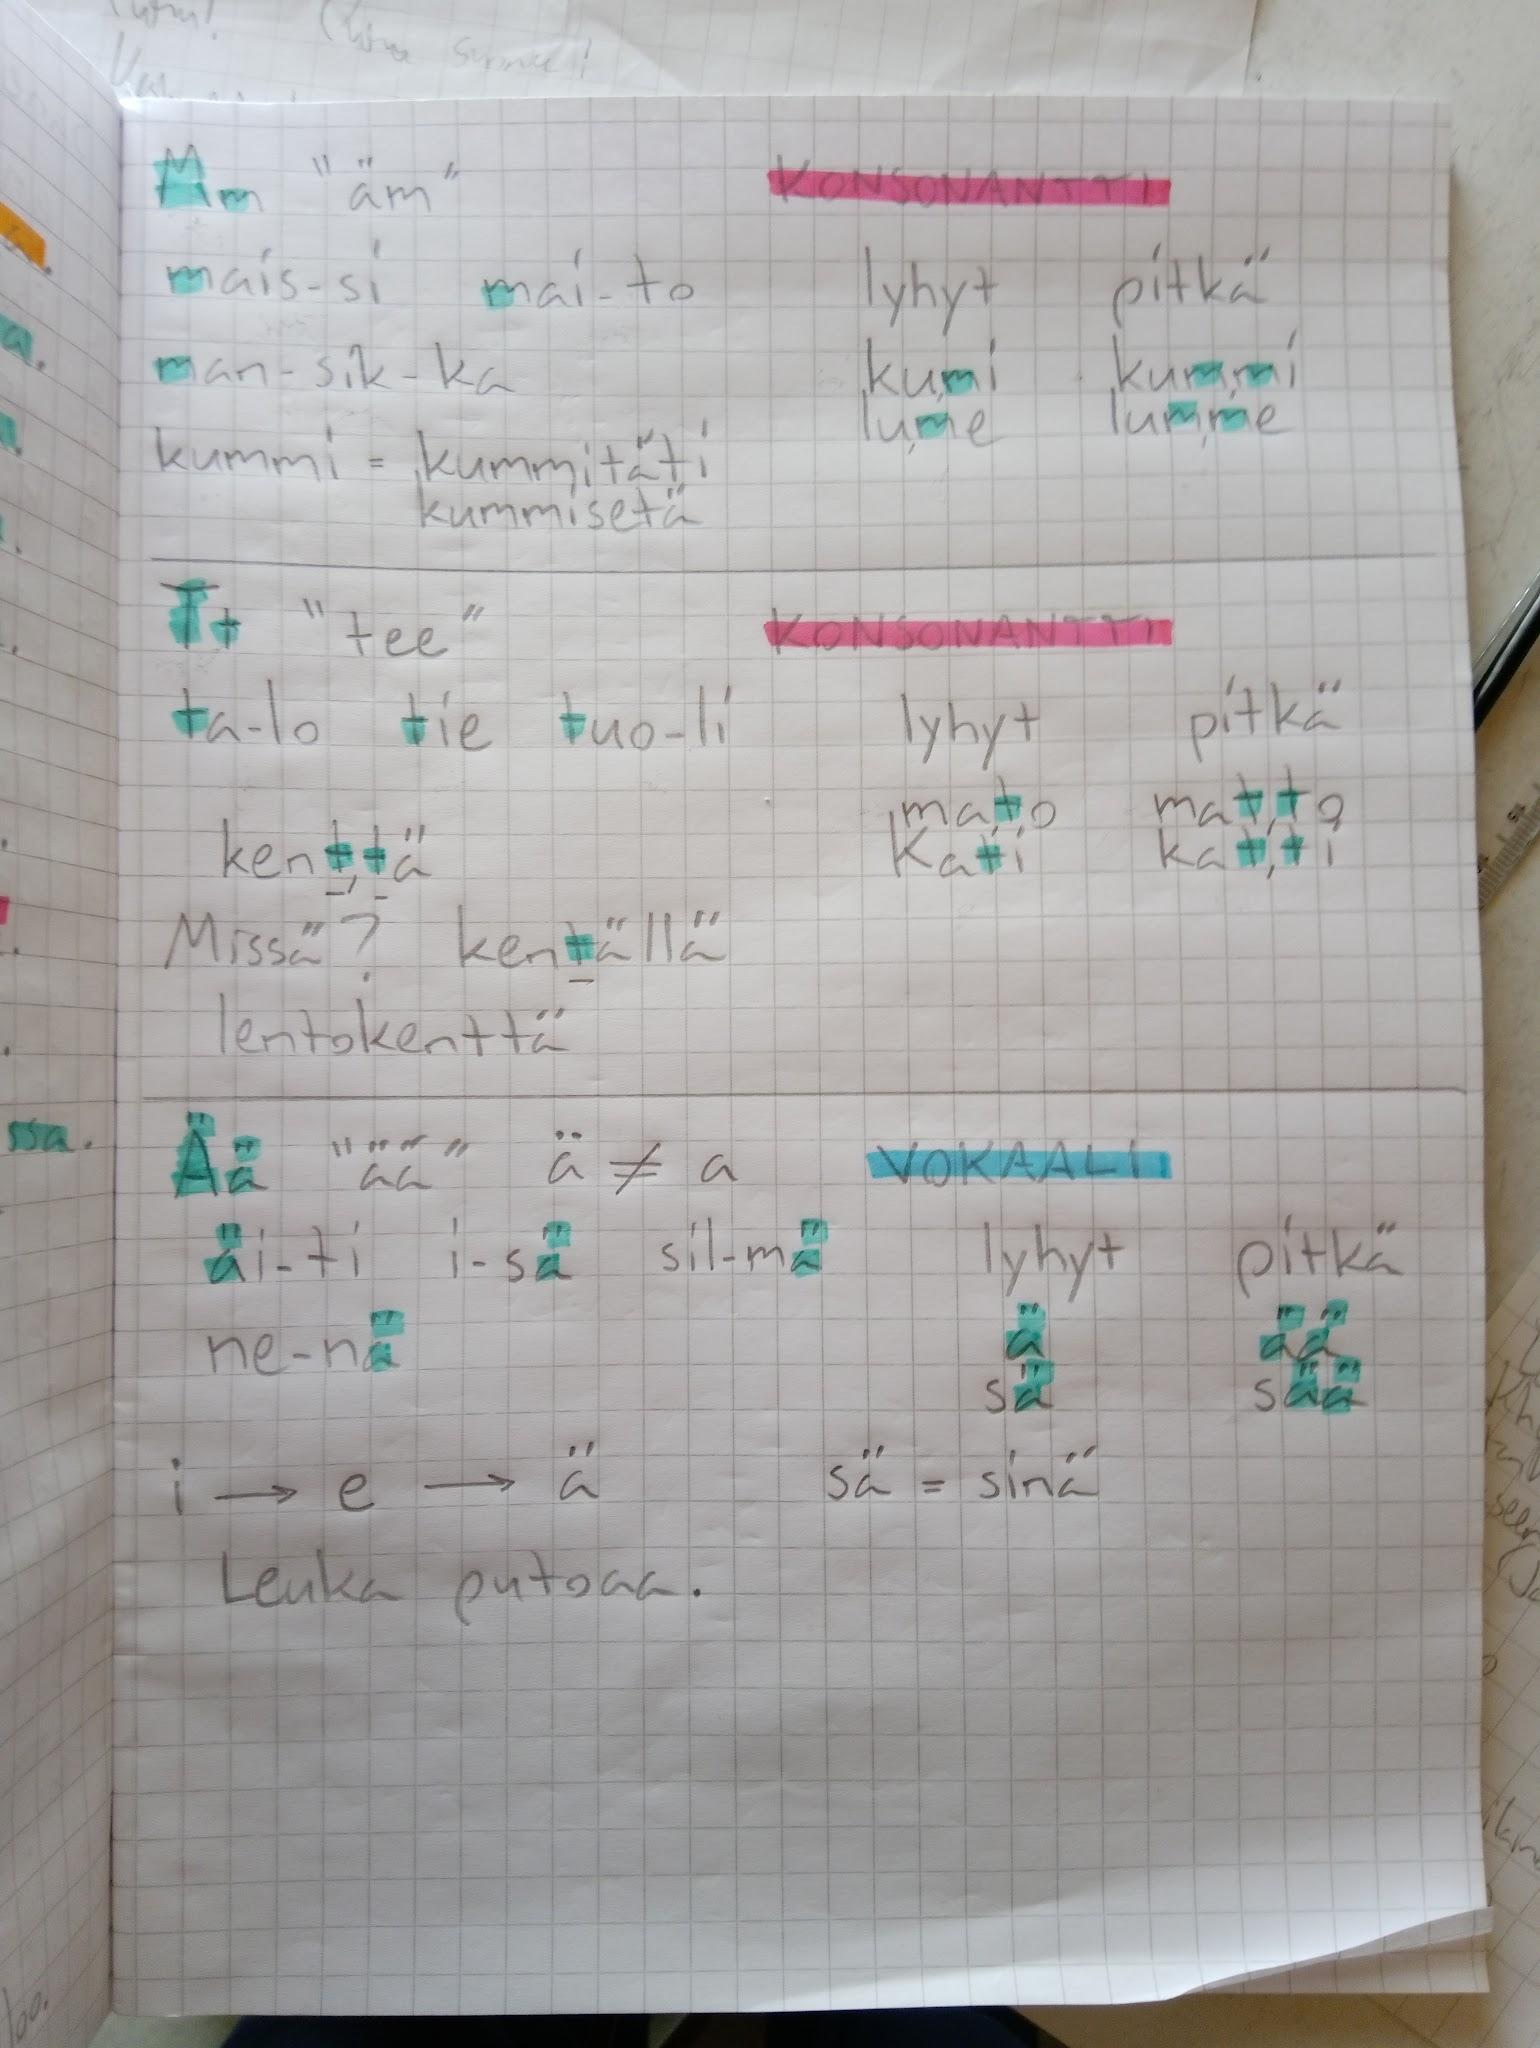 Mm "äm" KONSONANTTI
mais-si mai-to lyhyt pitkä
man-sik-ka kumi kummi
lume lumme
kummi = kummitäti
kummisetä
Tt "tee" KONSONANTTI
ta-lo tie tuo-li lyhyt pitkä
mato matto
kenttä Kati katti
Missä? kentällä
lentokenttä
Ää "ää" ä ≠ a VOKAALI
äi-ti i-sä sil-mä lyhyt pitkä
ne-nä ä ää
sä sää
i → e → ä sä = sinä
Leuka putoaa.
ssa.